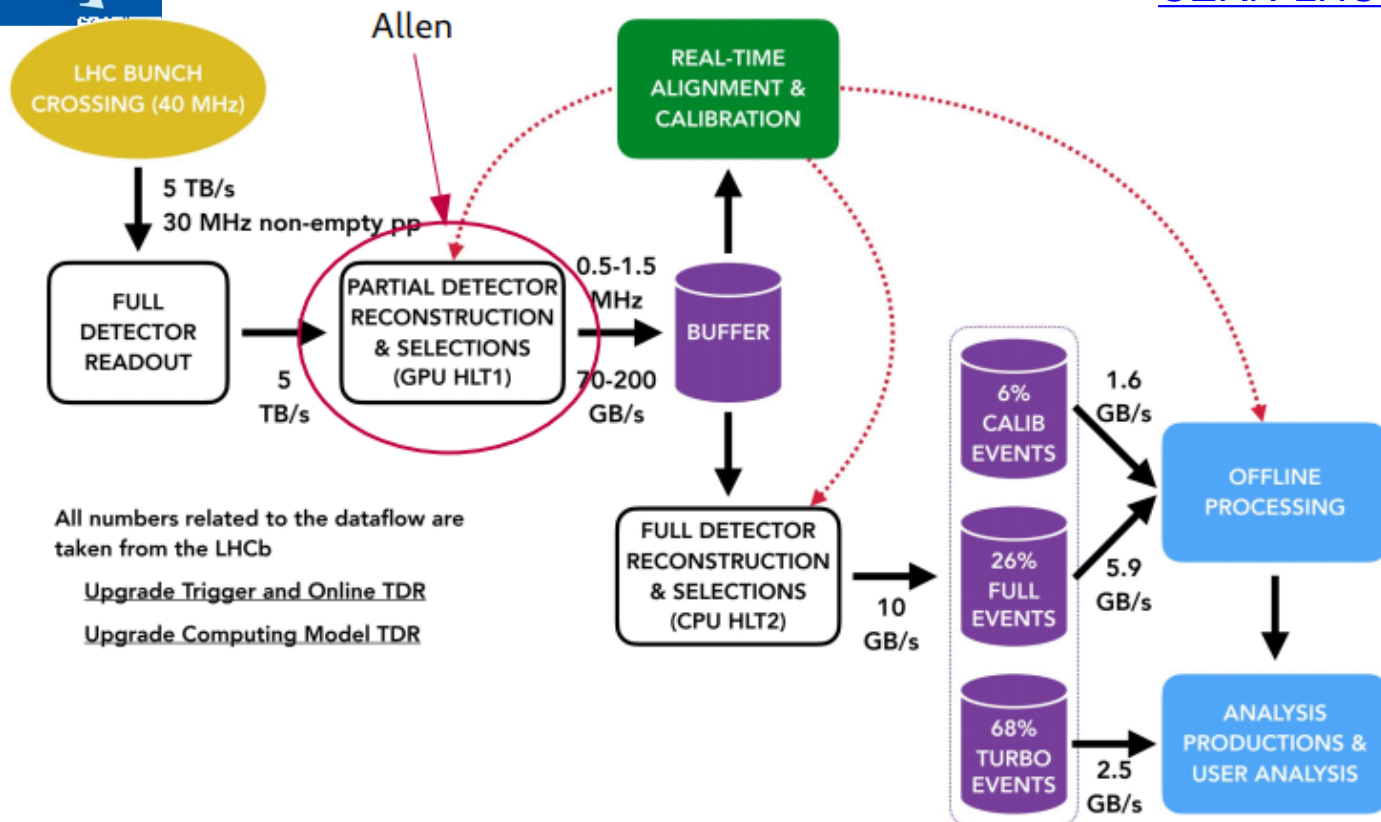 Allen
LHC BUNCH
CROSSING (40 MHz)
REAL-TIME
ALIGNMENT &
CALIBRATION
5 TB/s
30 MHz non-empty pp
FULL
DETECTOR
READOUT
5
TB/s
PARTIAL DETECTOR
RECONSTRUCTION
& SELECTIONS
(GPU HLT1)
0.5-1.5
MHz
70-200
GB/s
BUFFER
All numbers related to the dataflow are
taken from the LHCb
Upgrade Trigger and Online TDR
Upgrade Computing Model TDR
FULL DETECTOR
RECONSTRUCTION
& SELECTIONS
(CPU HLT2)
10
GB/s
6%
CALIB
EVENTS
1.6
GB/s
26%
FULL
EVENTS
5.9
GB/s
68%
TURBO
EVENTS
2.5
GB/s
OFFLINE
PROCESSING
ANALYSIS
PRODUCTIONS &
USER ANALYSIS